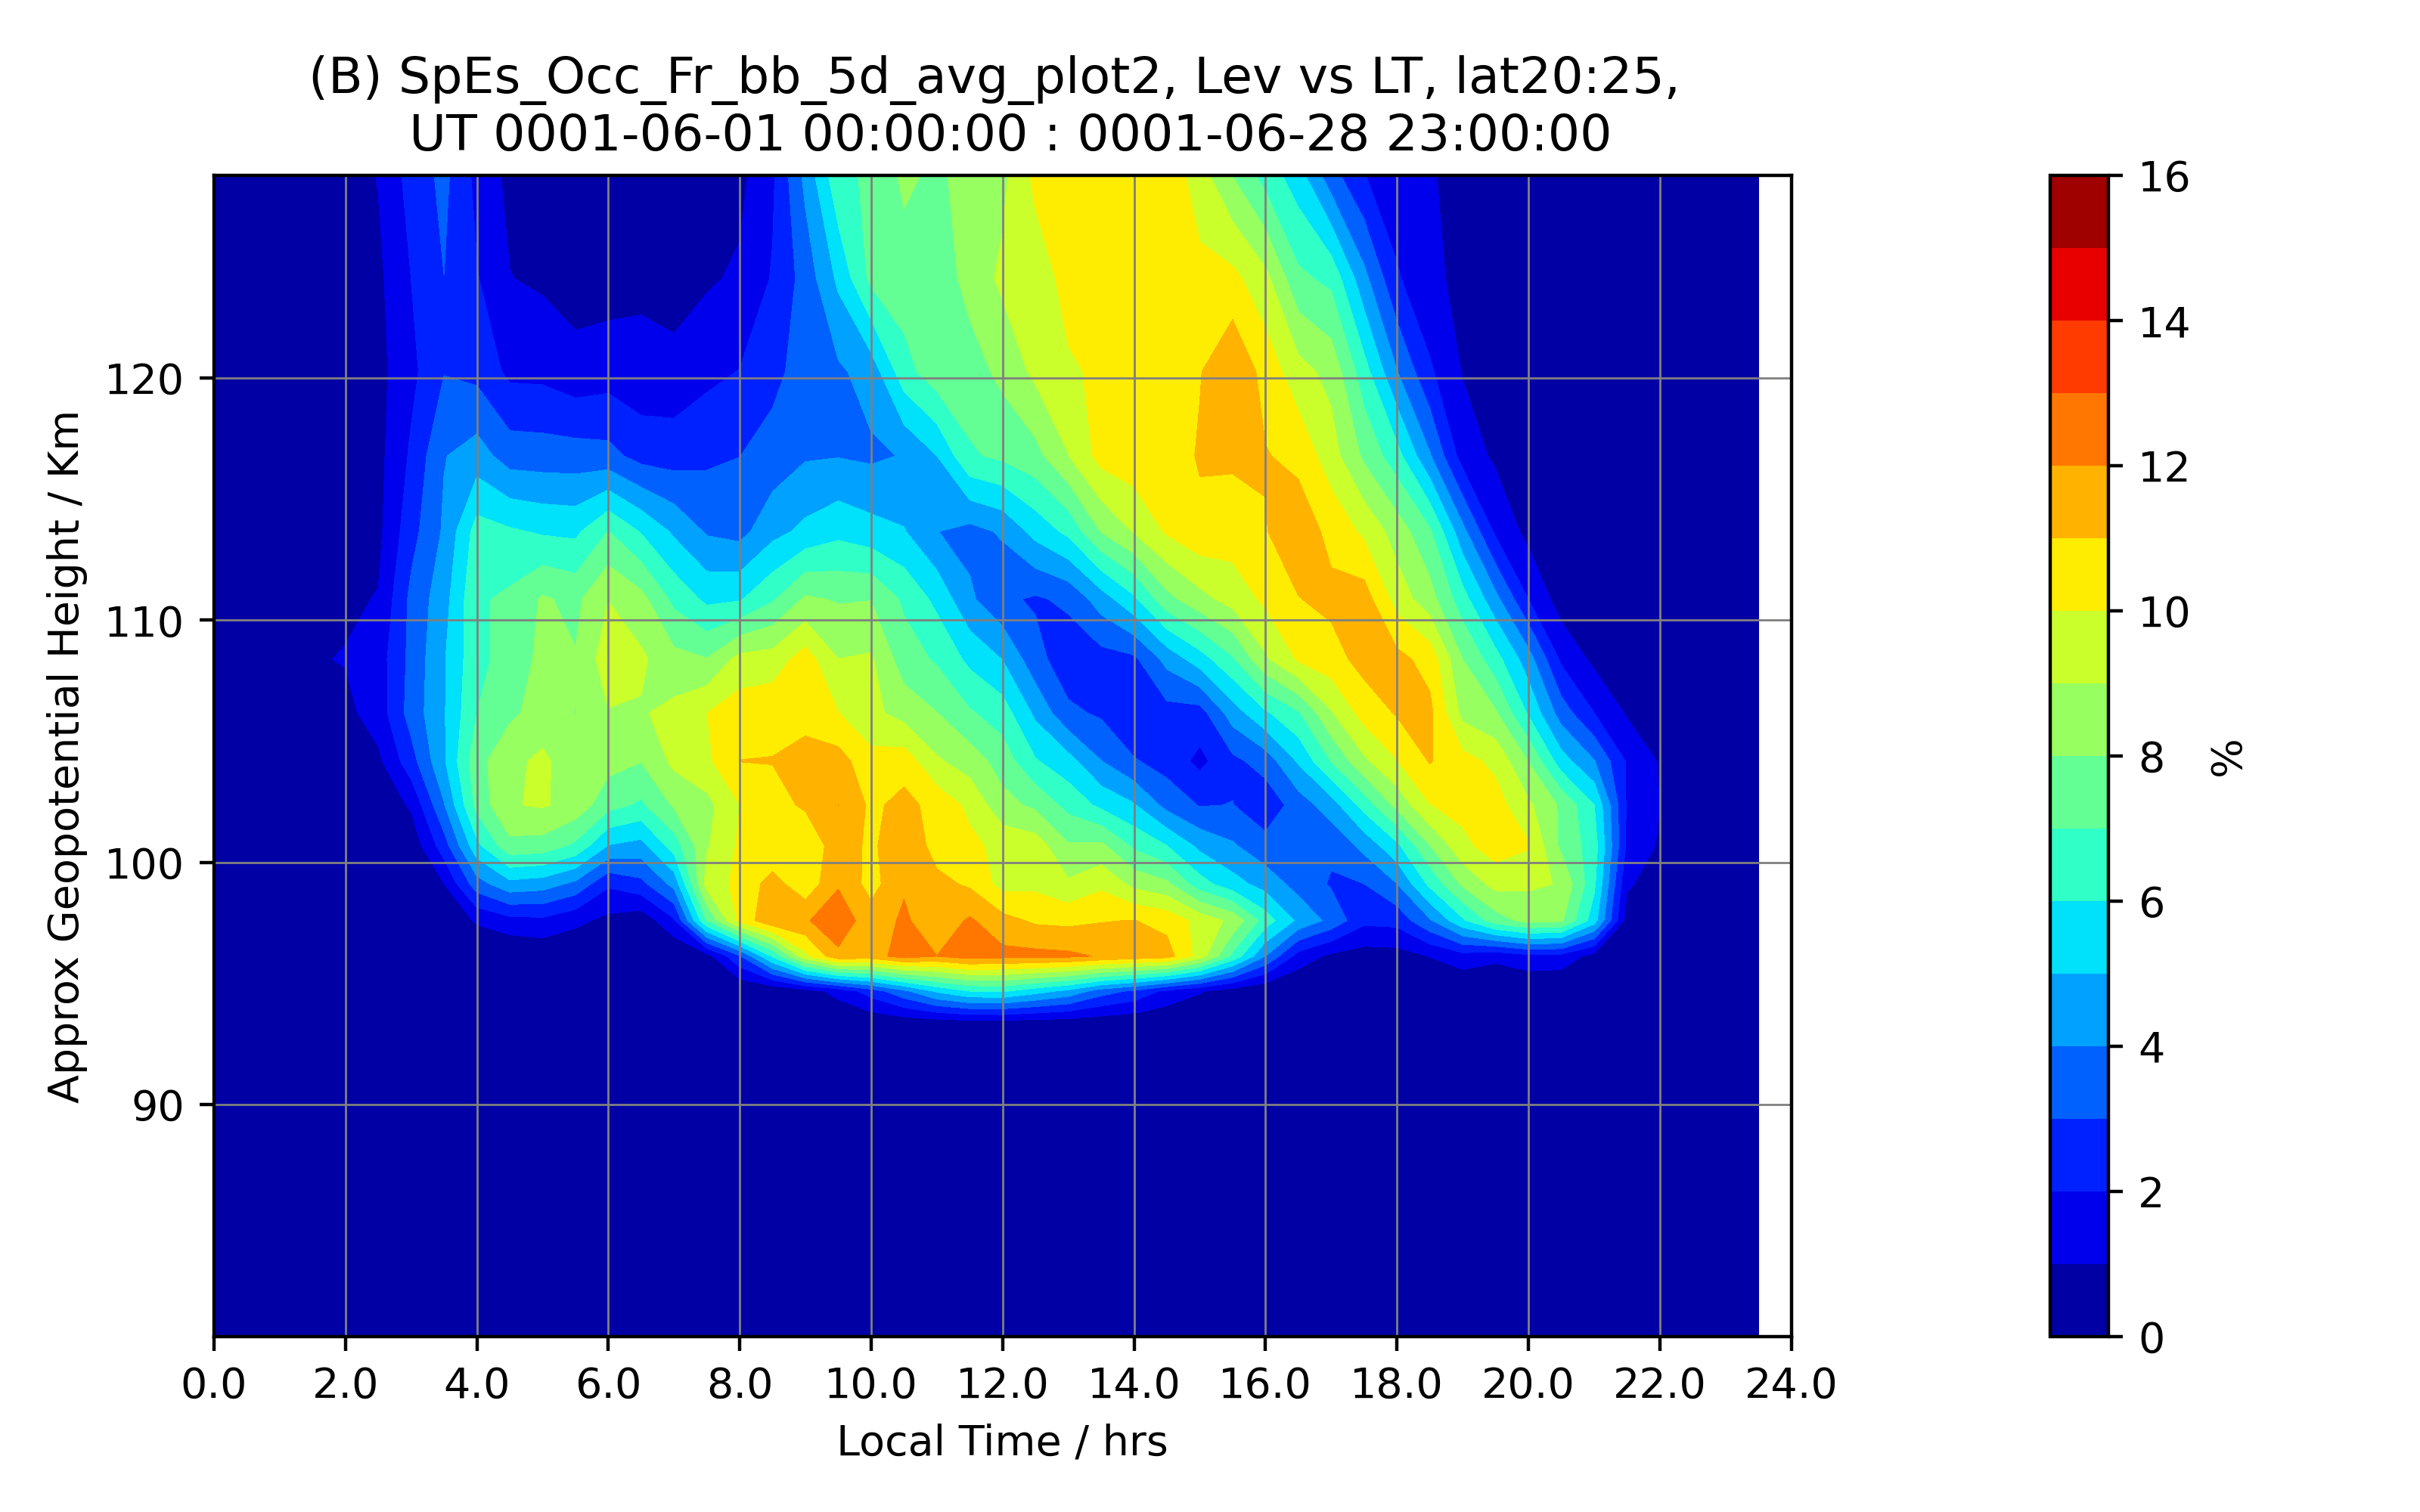 (B) SpEs_Occ_Fr_bb_5d_avg_plot2, Lev vs LT, lat20:25,
UT 0001-06-01 00:00:00 : 0001-06-28 23:00:00
Approx Geopotential Height / Km
120
110
100
90
0.0 2.0 4.0 6.0 8.0 10.0 12.0 14.0 16.0 18.0 20.0 22.0 24.0
Local Time / hrs
16
14
12
10
8
6
4
2
0
%